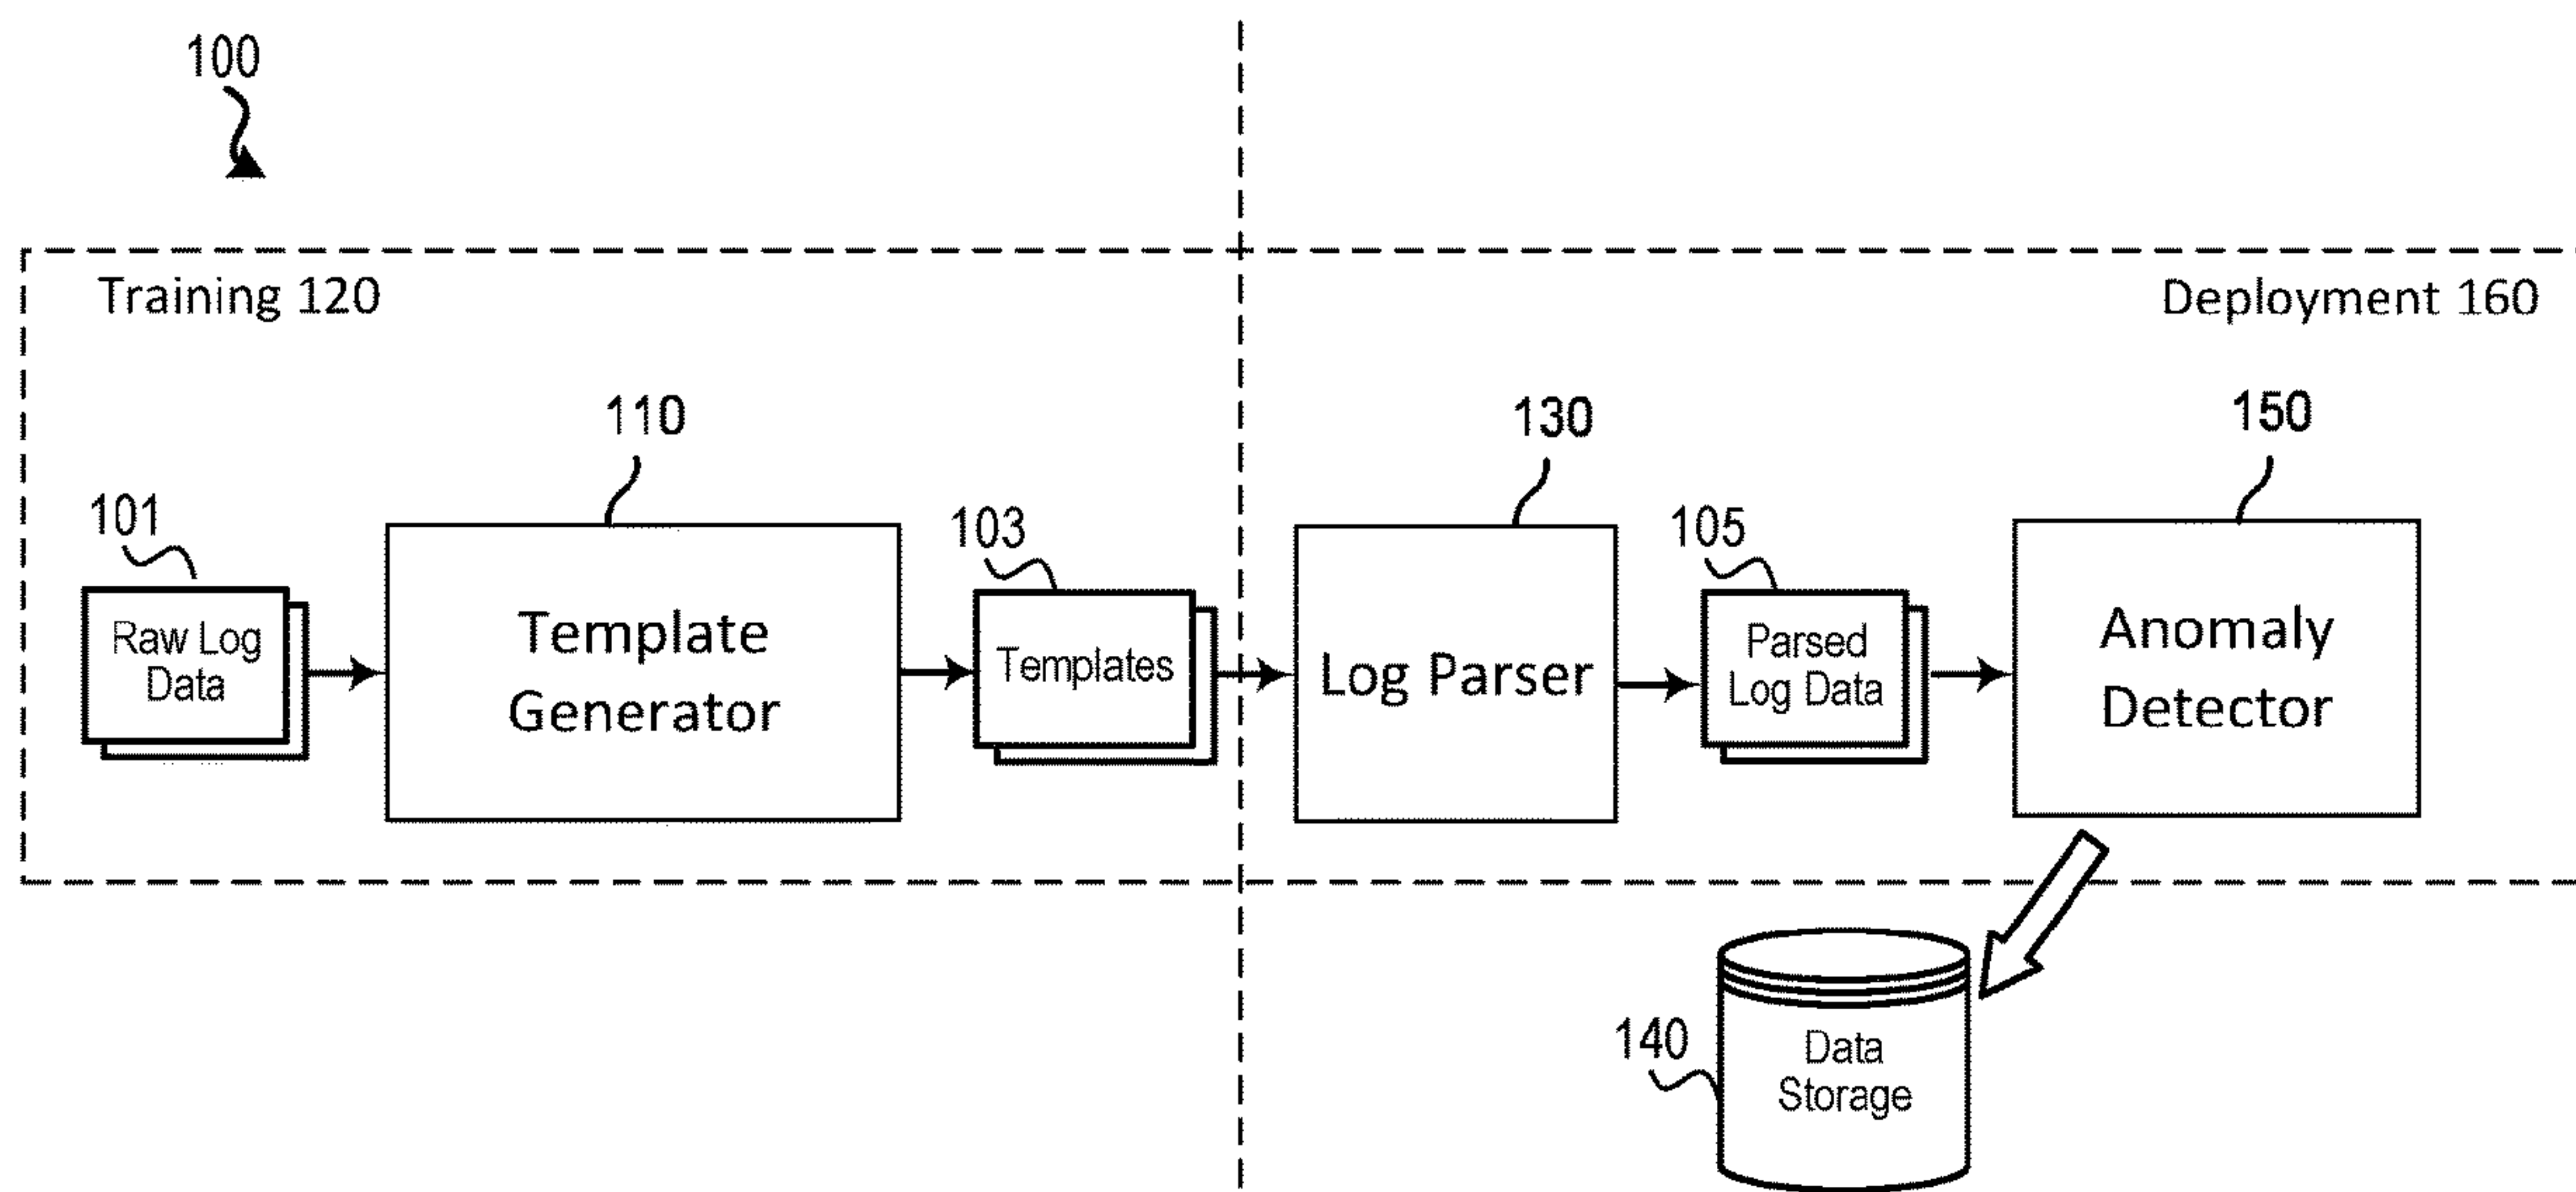 100
Training 120
Deployment 160
110
130
150
101
103
105
Raw Log
Data
Template
Generator
Templates
Log Parser
Parsed
Log Data
Anomaly
Detector
140
Data
Storage